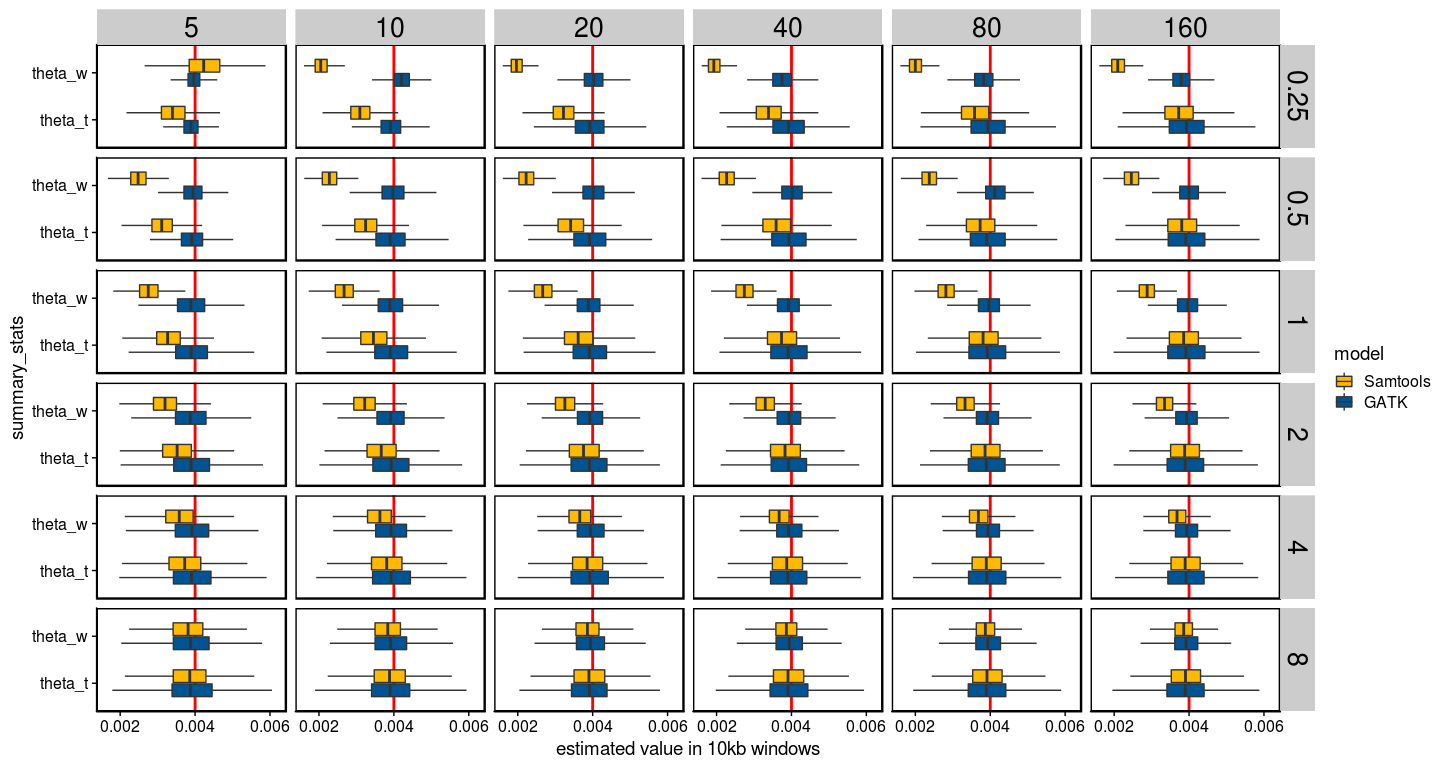 5 10 20 40 80 160
theta_w
theta_t
0.25
theta_w
theta_t
0.5
theta_w
theta_t
1
theta_w
theta_t
2
theta_w
theta_t
4
theta_w
theta_t
8
summary_stats
0.002 0.004 0.006 0.002 0.004 0.006 0.002 0.004 0.006 0.002 0.004 0.006 0.002 0.004 0.006 0.002 0.004 0.006
estimated value in 10kb windows
model
Samtools
GATK